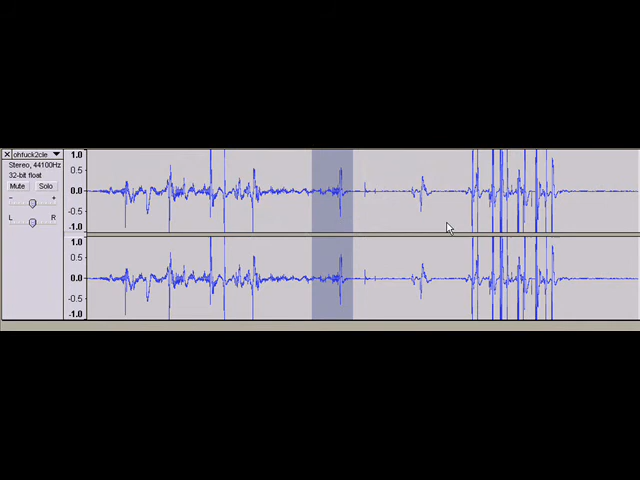 ohfuck2cle
1.0
Stereo, 44100Hz
32-bit float
0.5
Mute Solo
0.0
- +
L R
-0.5
-1.0
1.0
0.5
0.0
-0.5
-1.0